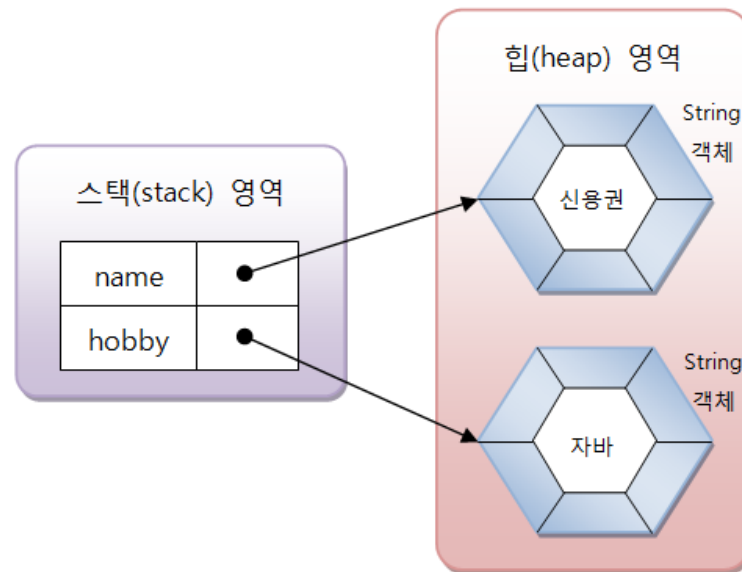 스택(stack) 영역
name
hobby
힙(heap) 영역
String
객체
신용권
String
객체
자바